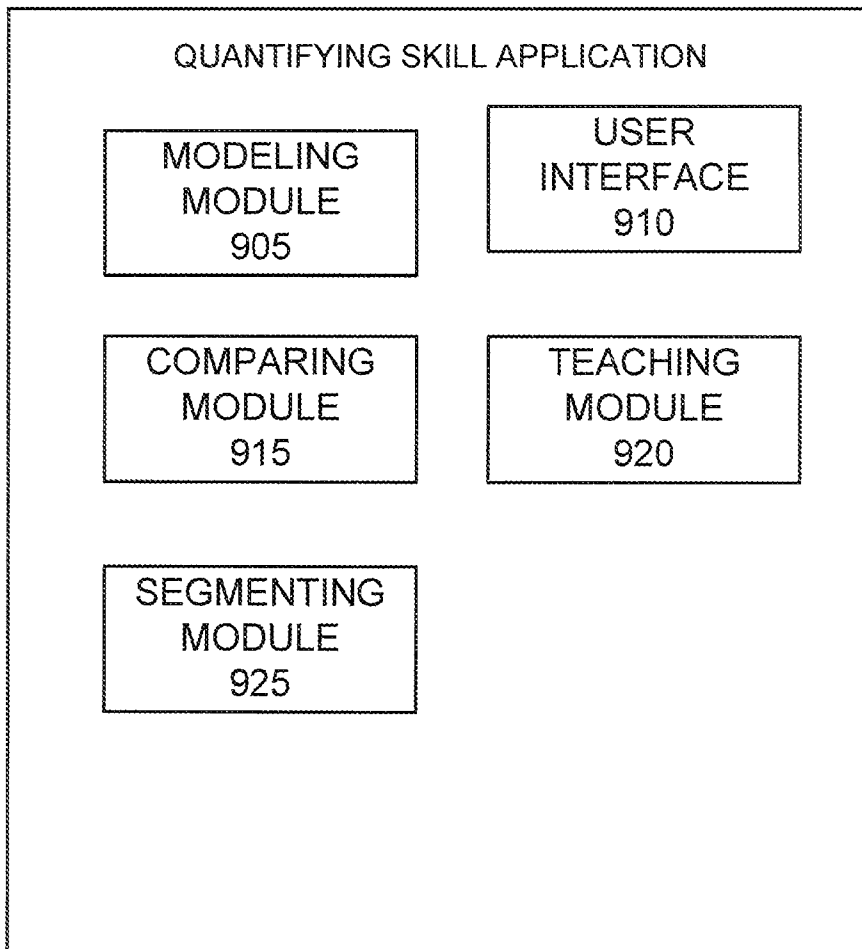 QUANTIFYING SKILL APPLICATION
MODELING
MODULE
905
USER
INTERFACE
910
COMPARING
MODULE
915
TEACHING
MODULE
920
SEGMENTING
MODULE
925